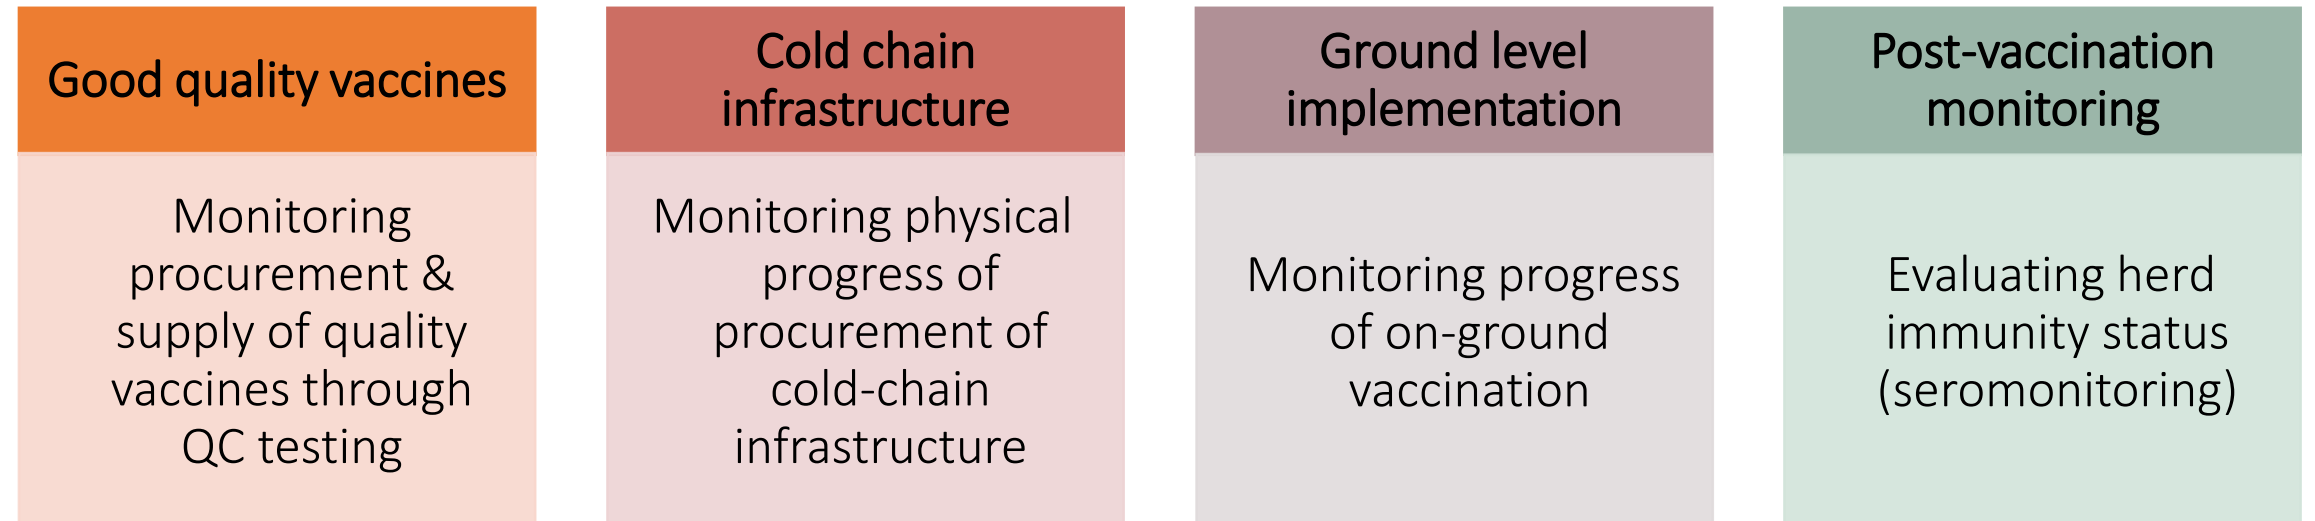 Good quality vaccines
Monitoring
procurement &
supply of quality
vaccines through
QC testing
Cold chain
infrastructure
Monitoring physical
progress of
procurement of
cold-chain
infrastructure
Ground level
implementation
Monitoring progress
of on-ground
vaccination
Post-vaccination
monitoring
Evaluating herd
immunity status
(seromonitoring)